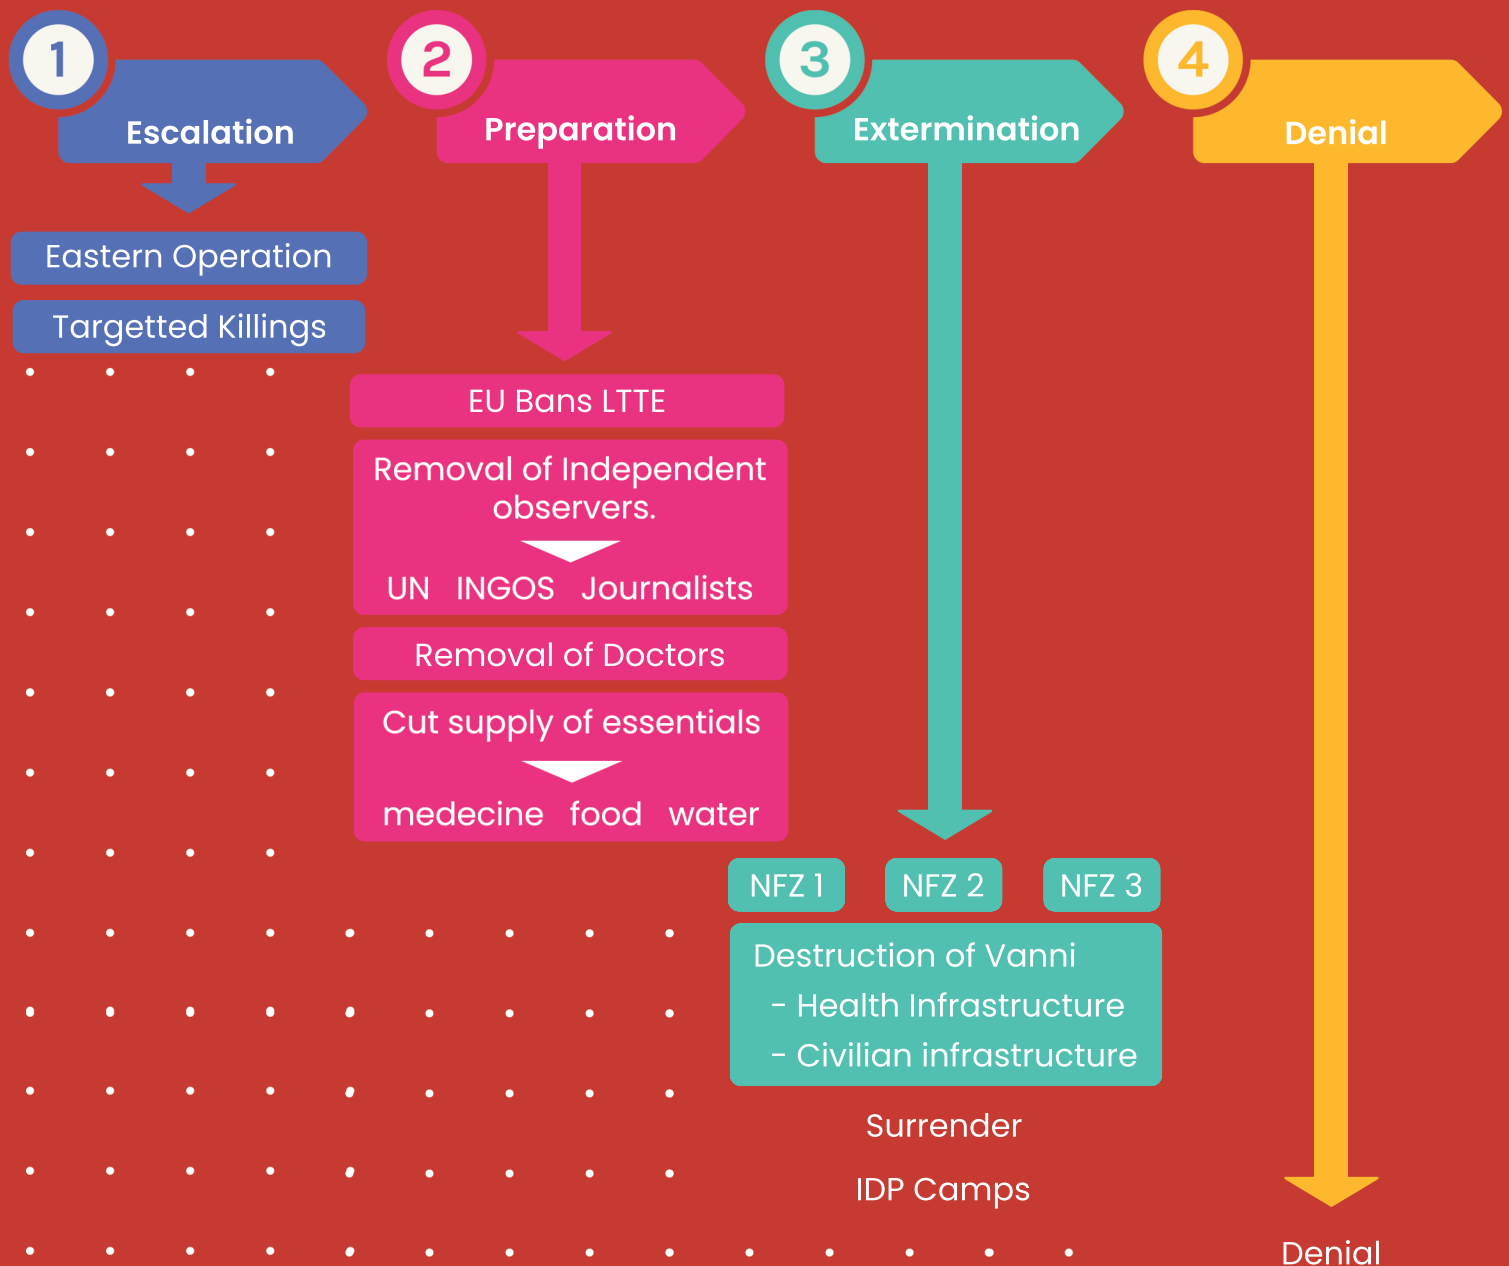 1
Escalation
Eastern Operation
Targetted Killings
2
Preparation
EU Bans LTTE
Removal of Independent
observers.
UN INGOS Journalists
Removal of Doctors
Cut supply of essentials
medecine food water
3
Extermination
NFZ 1 NFZ 2 NFZ 3
Destruction of Vanni
- Health Infrastructure
- Civilian infrastructure
Surrender
IDP Camps
4
Denial
Denial